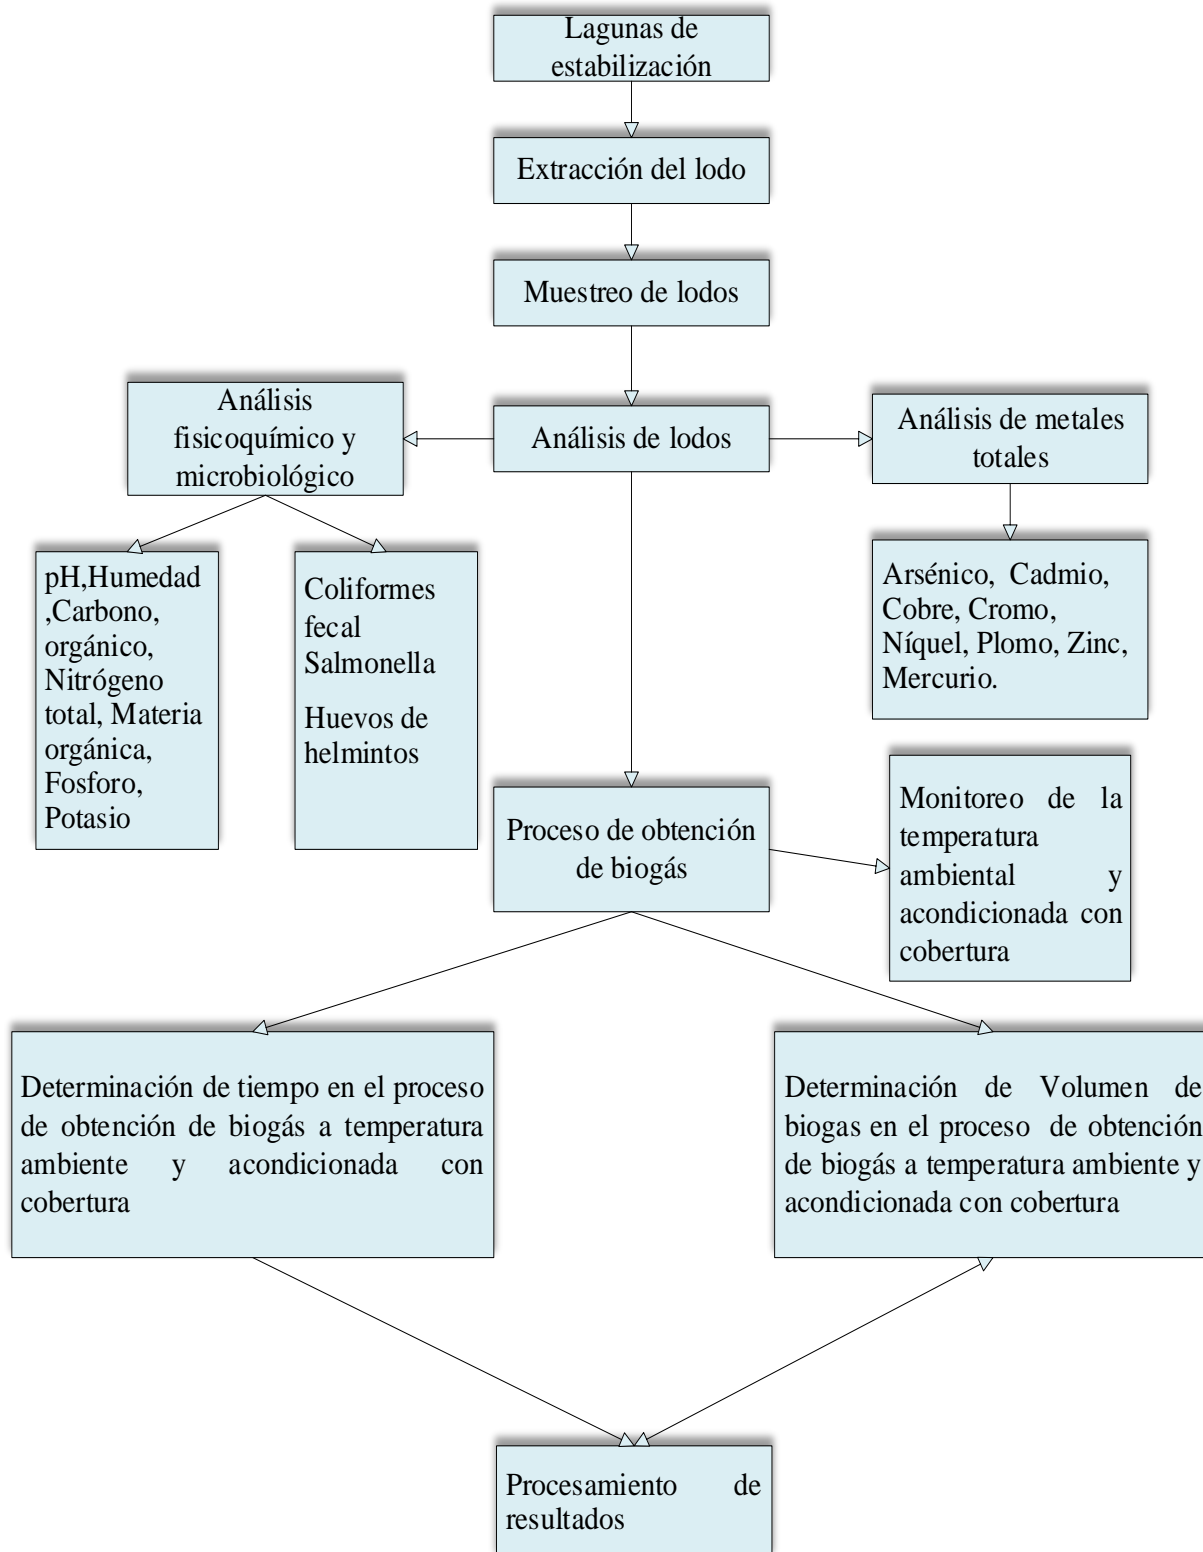 Lagunas de
estabilización
Extracción del lodo
Muestreo de lodos
Análisis
fisicoquímico y
microbiológico
Análisis de lodos
Análisis de metales
totales
pH,Humedad
,Carbono,
orgánico,
Nitrógeno
total, Materia
orgánica,
Fosforo,
Potasio
Coliformes
fecal
Salmonella
Huevos de
helmintos
Arsénico, Cadmio,
Cobre, Cromo,
Níquel, Plomo, Zinc,
Mercurio.
Proceso de obtención
de biogás
Monitoreo de la
temperatura
ambiental y
acondicionada con
cobertura
Determinación de tiempo en el proceso
de obtención de biogás a temperatura
ambiente y acondicionada con
cobertura
Determinación de Volumen de
biogas en el proceso de obtención
de biogás a temperatura ambiente y
acondicionada con cobertura
Procesamiento de
resultados